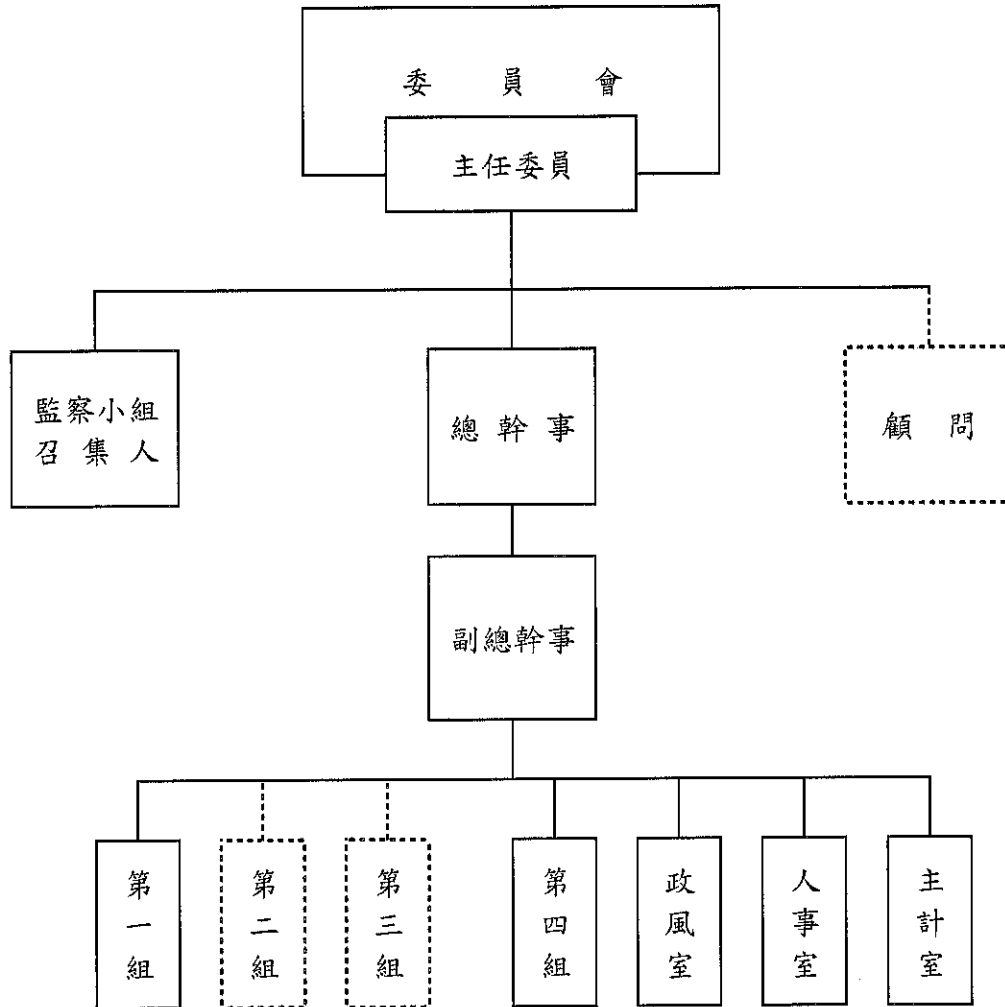 委員會
主任委員
監察小組
召集人
總幹事
顧問
副總幹事
第一組
第二組
第三組
第四組
政風室
人事室
主計室